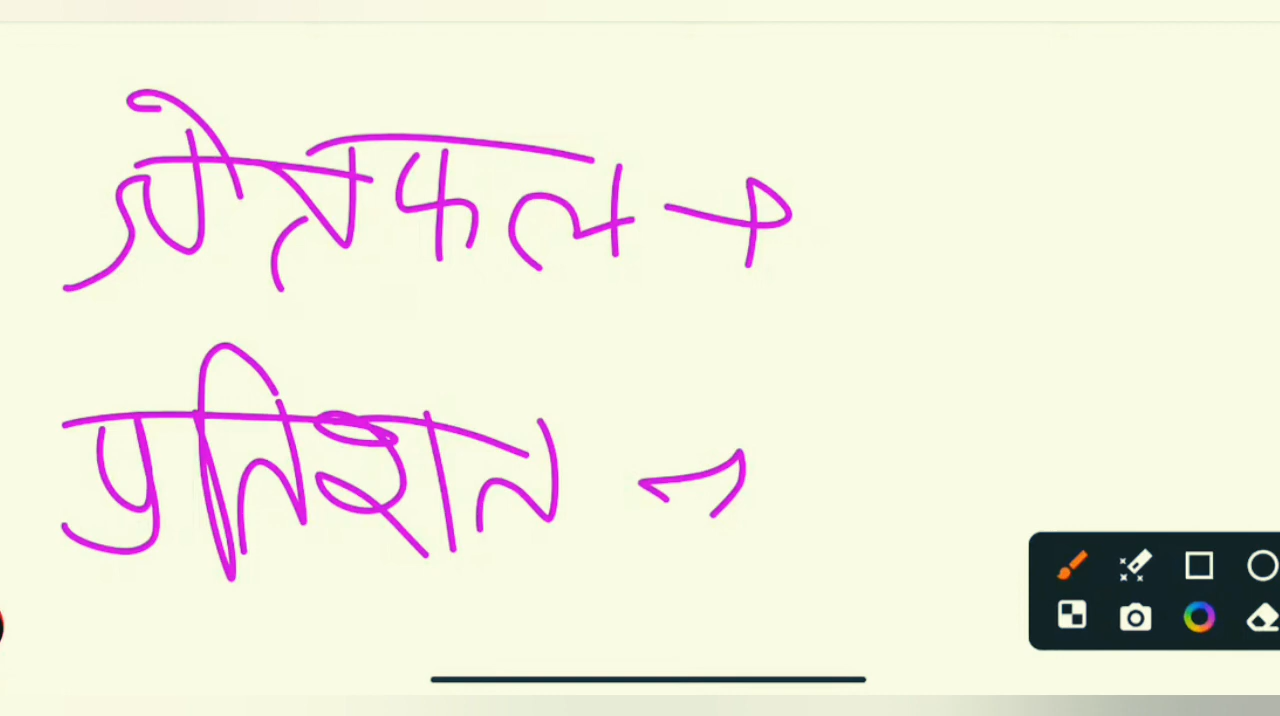 क्षेत्रफल →
प्रतिशत →